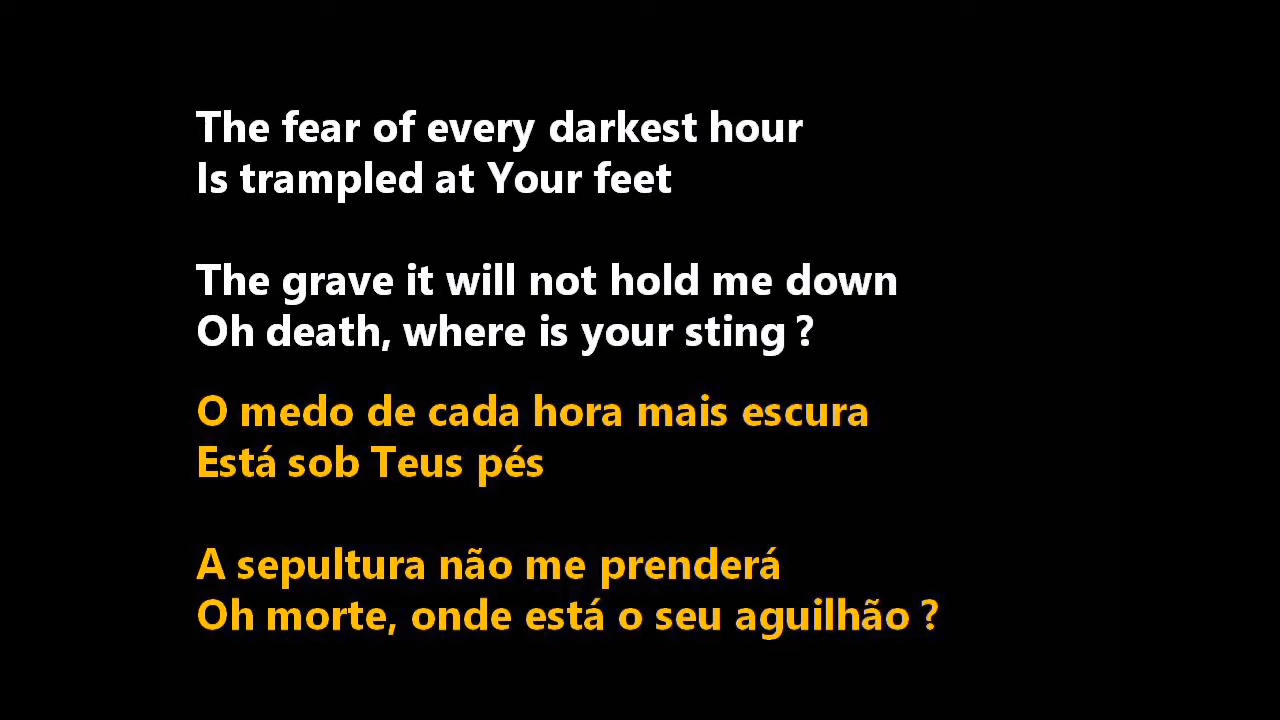 The fear of every darkest hour
Is trampled at Your feet
The grave it will not hold me down
Oh death, where is your sting ?
O medo de cada hora mais escura
Está sob Teus pés
A sepultura não me prenderá
Oh morte, onde está o seu aguilhão ?